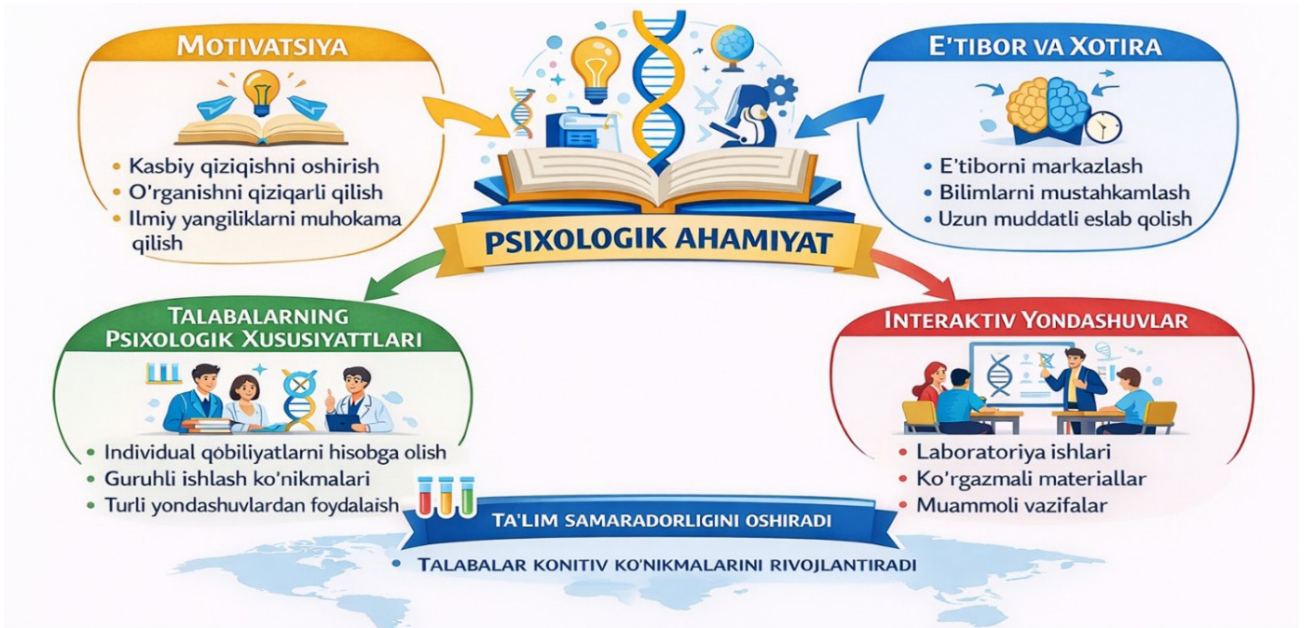 MOTIVATSIYA
• Kasbiy qiziqishni oshirish
• O'rganishni qiziqarli qilish
• Ilmiy yangiliklarni muhokama
qilish
E'TIBOR VA XOTIRA
• E'tiborni markazlash
• Bilimlarni mustahkamlash
• Uzun muddatli eslab qolish
PSIXOLOGIK AHAMIYAT
TALABALARNING
PSIXOLOGIK XUSUSIYATTLARI
• Individual qobiliyatlarni hisobga olish
• Guruhli ishlash ko'nikmalari
• Turli yondashuvlardan foydalaish
INTERAKTIV YONDASHUVLAR
• Laboratoriya ishlari
• Ko'rgazmali materiallar
• Muammoli vazifalar
TA'LIM SAMARADORLIGINI OSHIRADI
• TALABALAR KONITIV KO'NIKMALARINI RIVOJLANTIRADI